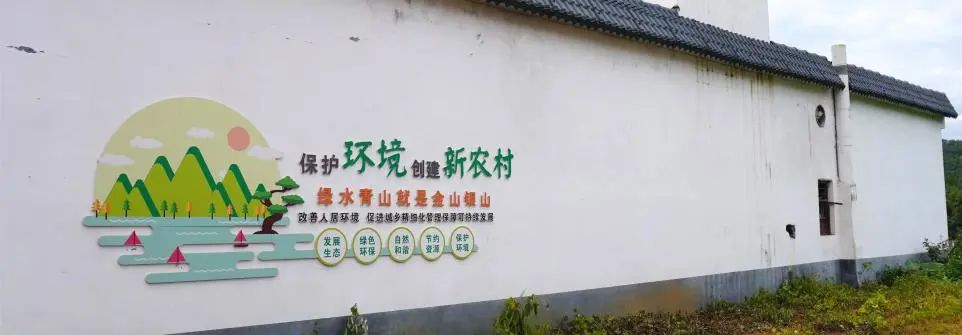 保护环境创建新农村
绿水青山就是金山银山
改善人居环境 促进城乡精细化管理保障可持续发展
发展 绿色 自然 节约 保护
生态 环保 和谐 资源 环境